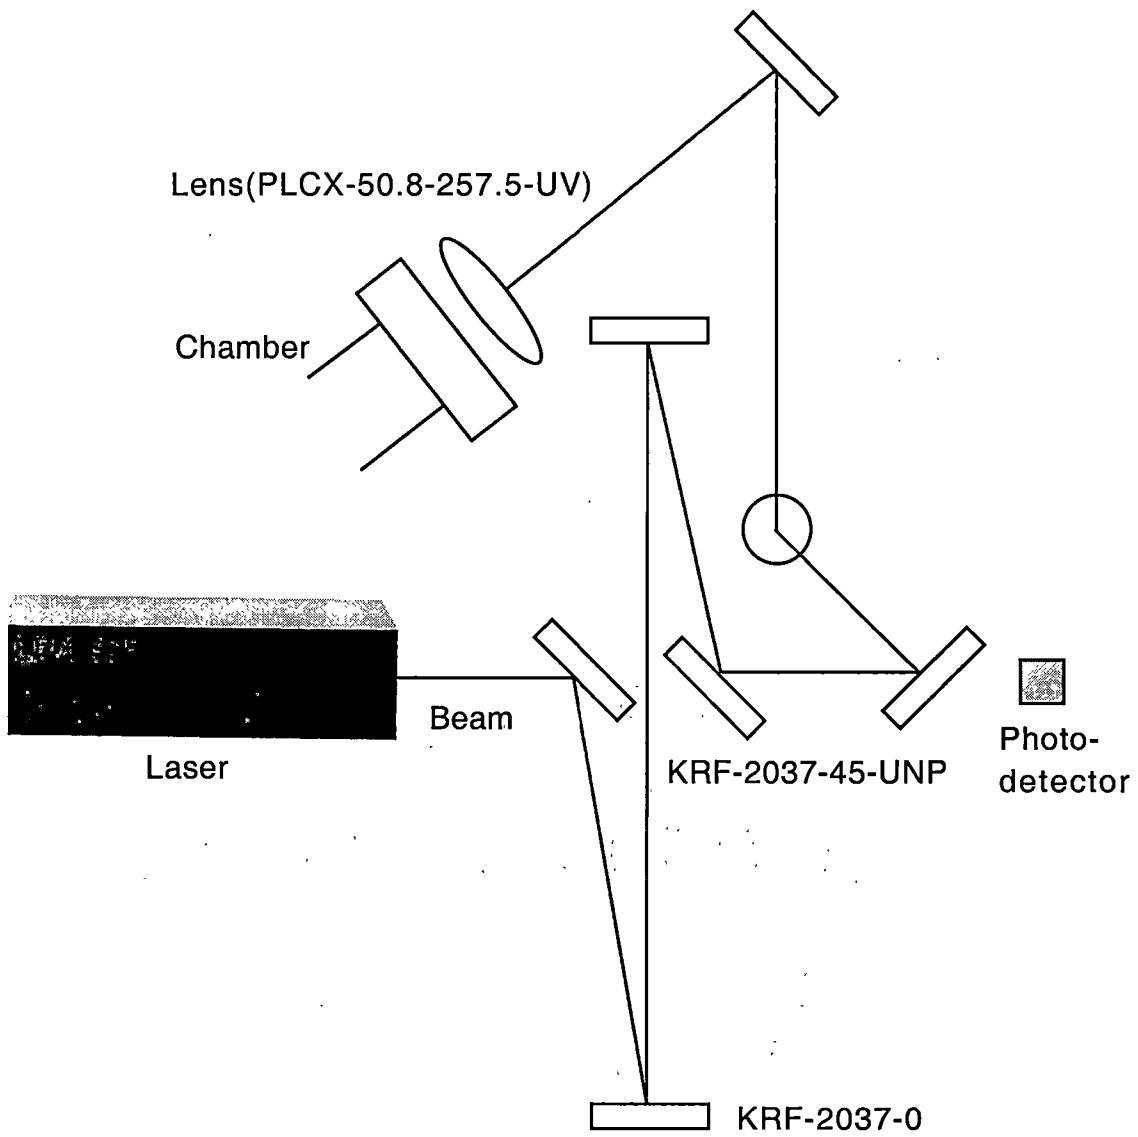 Lens(PLCX-50.8-257.5-UV)
Chamber
Beam
Laser
KRF-2037-45-UNP
Photo-
detector
KRF-2037-0